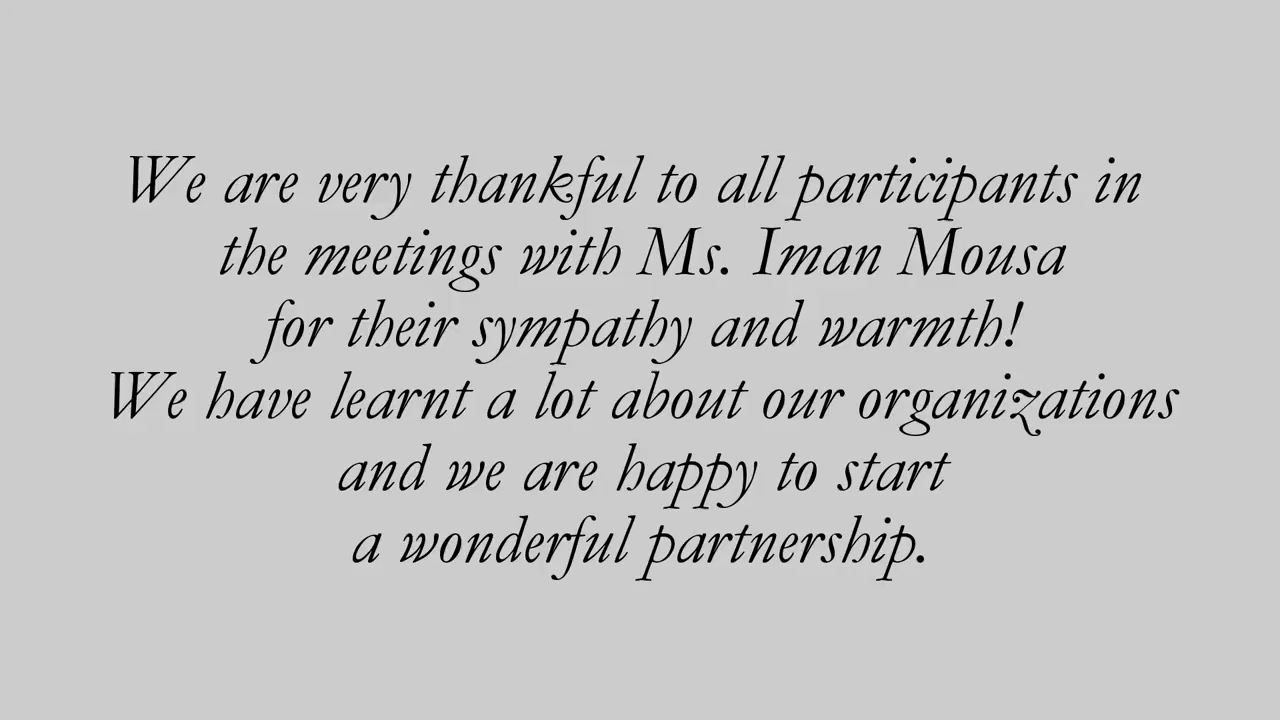 We are very thankful to all participants in
the meetings with Ms. Iman Mousa
for their sympathy and warmth!
We have learnt a lot about our organizations
and we are happy to start
a wonderful partnership.